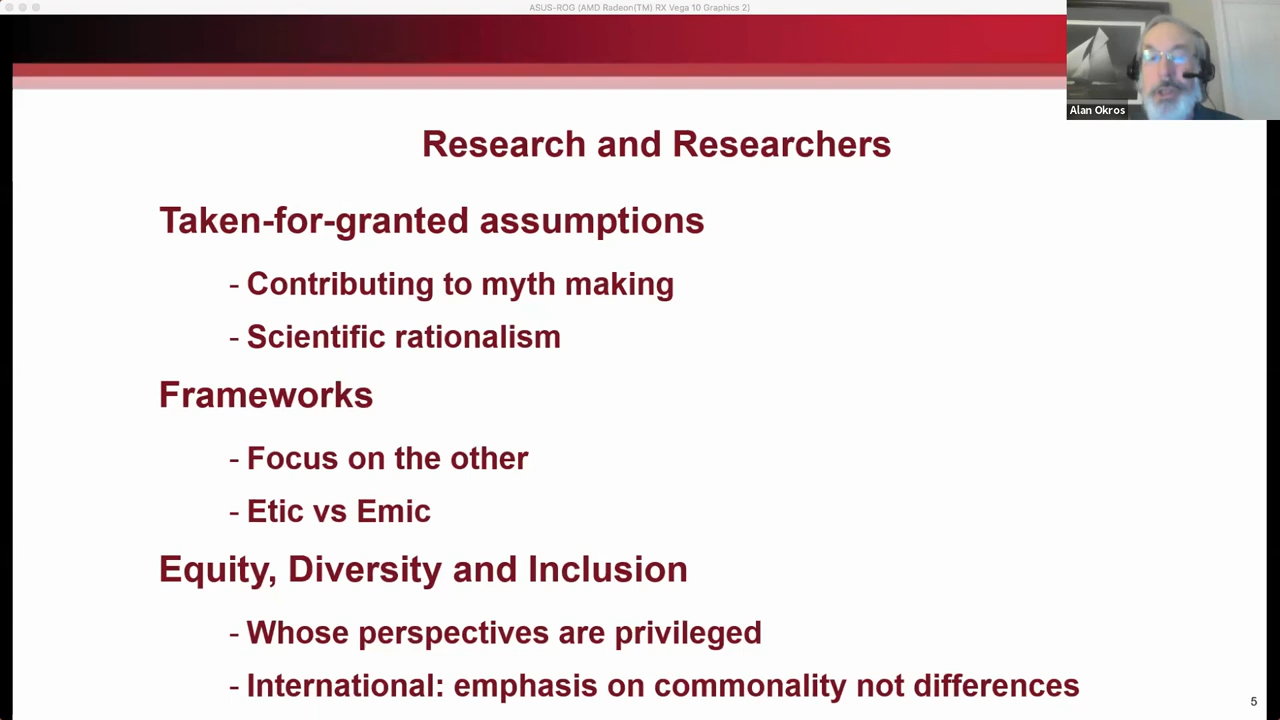 ASUS-ROG (AMD Radeon(TM) RX Vega 10 Graphics 2)
Alan Okros
Research and Researchers
Taken-for-granted assumptions
- Contributing to myth making
- Scientific rationalism
Frameworks
- Focus on the other
- Etic vs Emic
Equity, Diversity and Inclusion
- Whose perspectives are privileged
- International: emphasis on commonality not differences
5